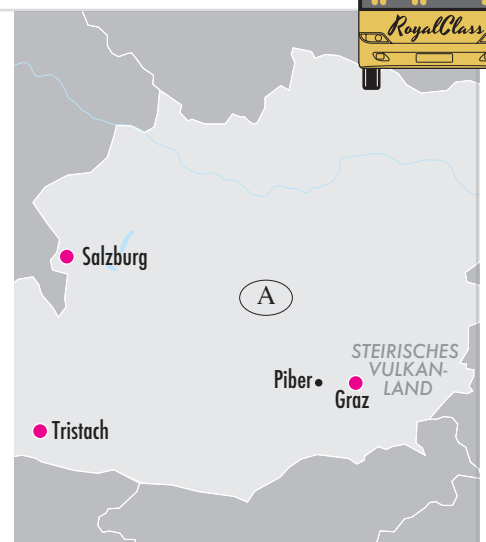 RoyalClass
Salzburg
A
STEIRISCHES
VULKAN-
LAND
Piber
Graz
Tristach